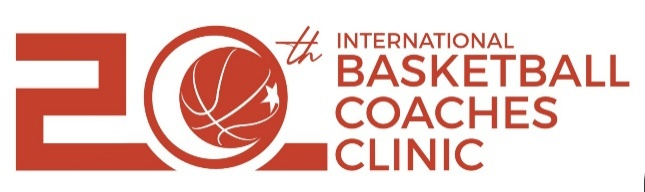 20th
INTERNATIONAL
BASKETBALL
COACHES
CLINIC